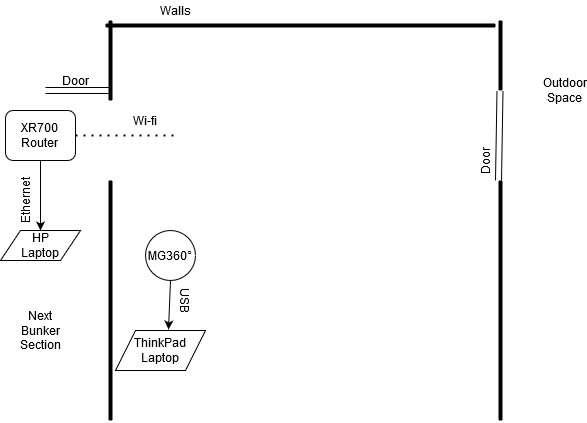 Walls
Door
Outdoor
Space
XR700
Router
Wi-fi
Door
Ethernet
HP
Laptop
MG360°
USB
Next
Bunker
Section
ThinkPad
Laptop